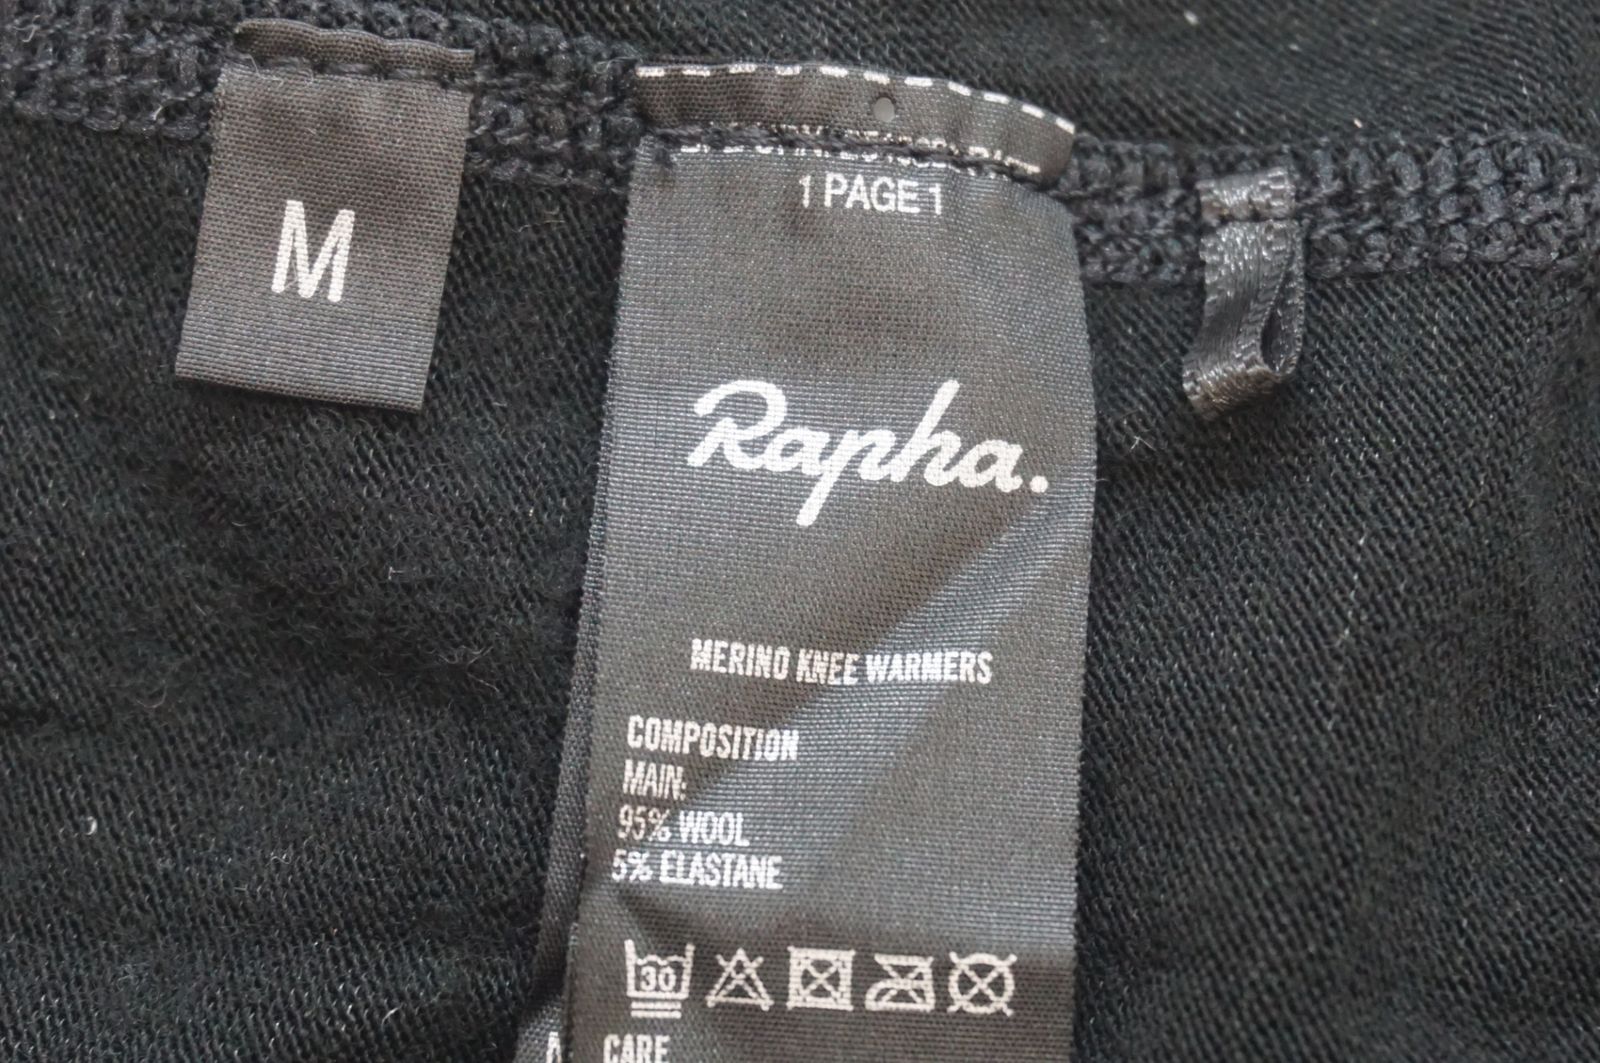 M
1 PAGE 1
Rapha.
MERINO KNEE WARMERS
COMPOSITION
MAIN:
95% WOOL
5% ELASTANE
30
CARE